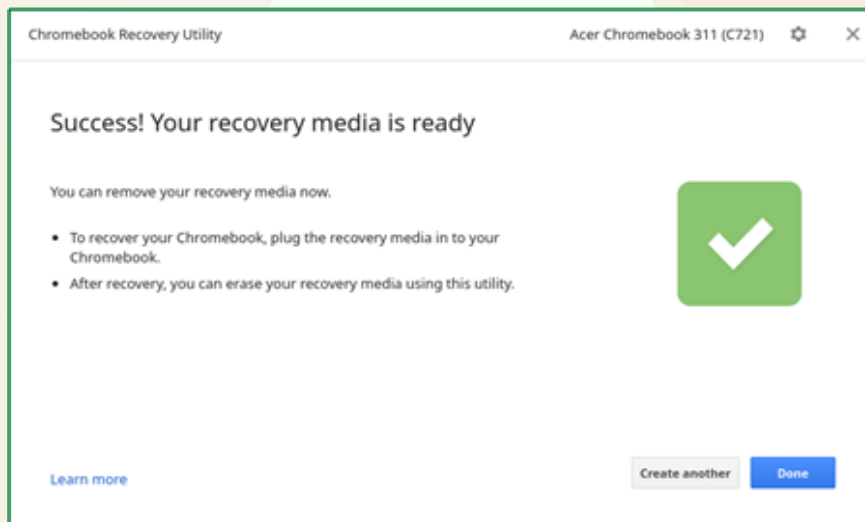 Chromebook Recovery Utility
Acer Chromebook 311 (C721)
Success! Your recovery media is ready
You can remove your recovery media now.
• To recover your Chromebook, plug the recovery media in to your
Chromebook.
• After recovery, you can erase your recovery media using this utility.
Learn more
Create another
Done